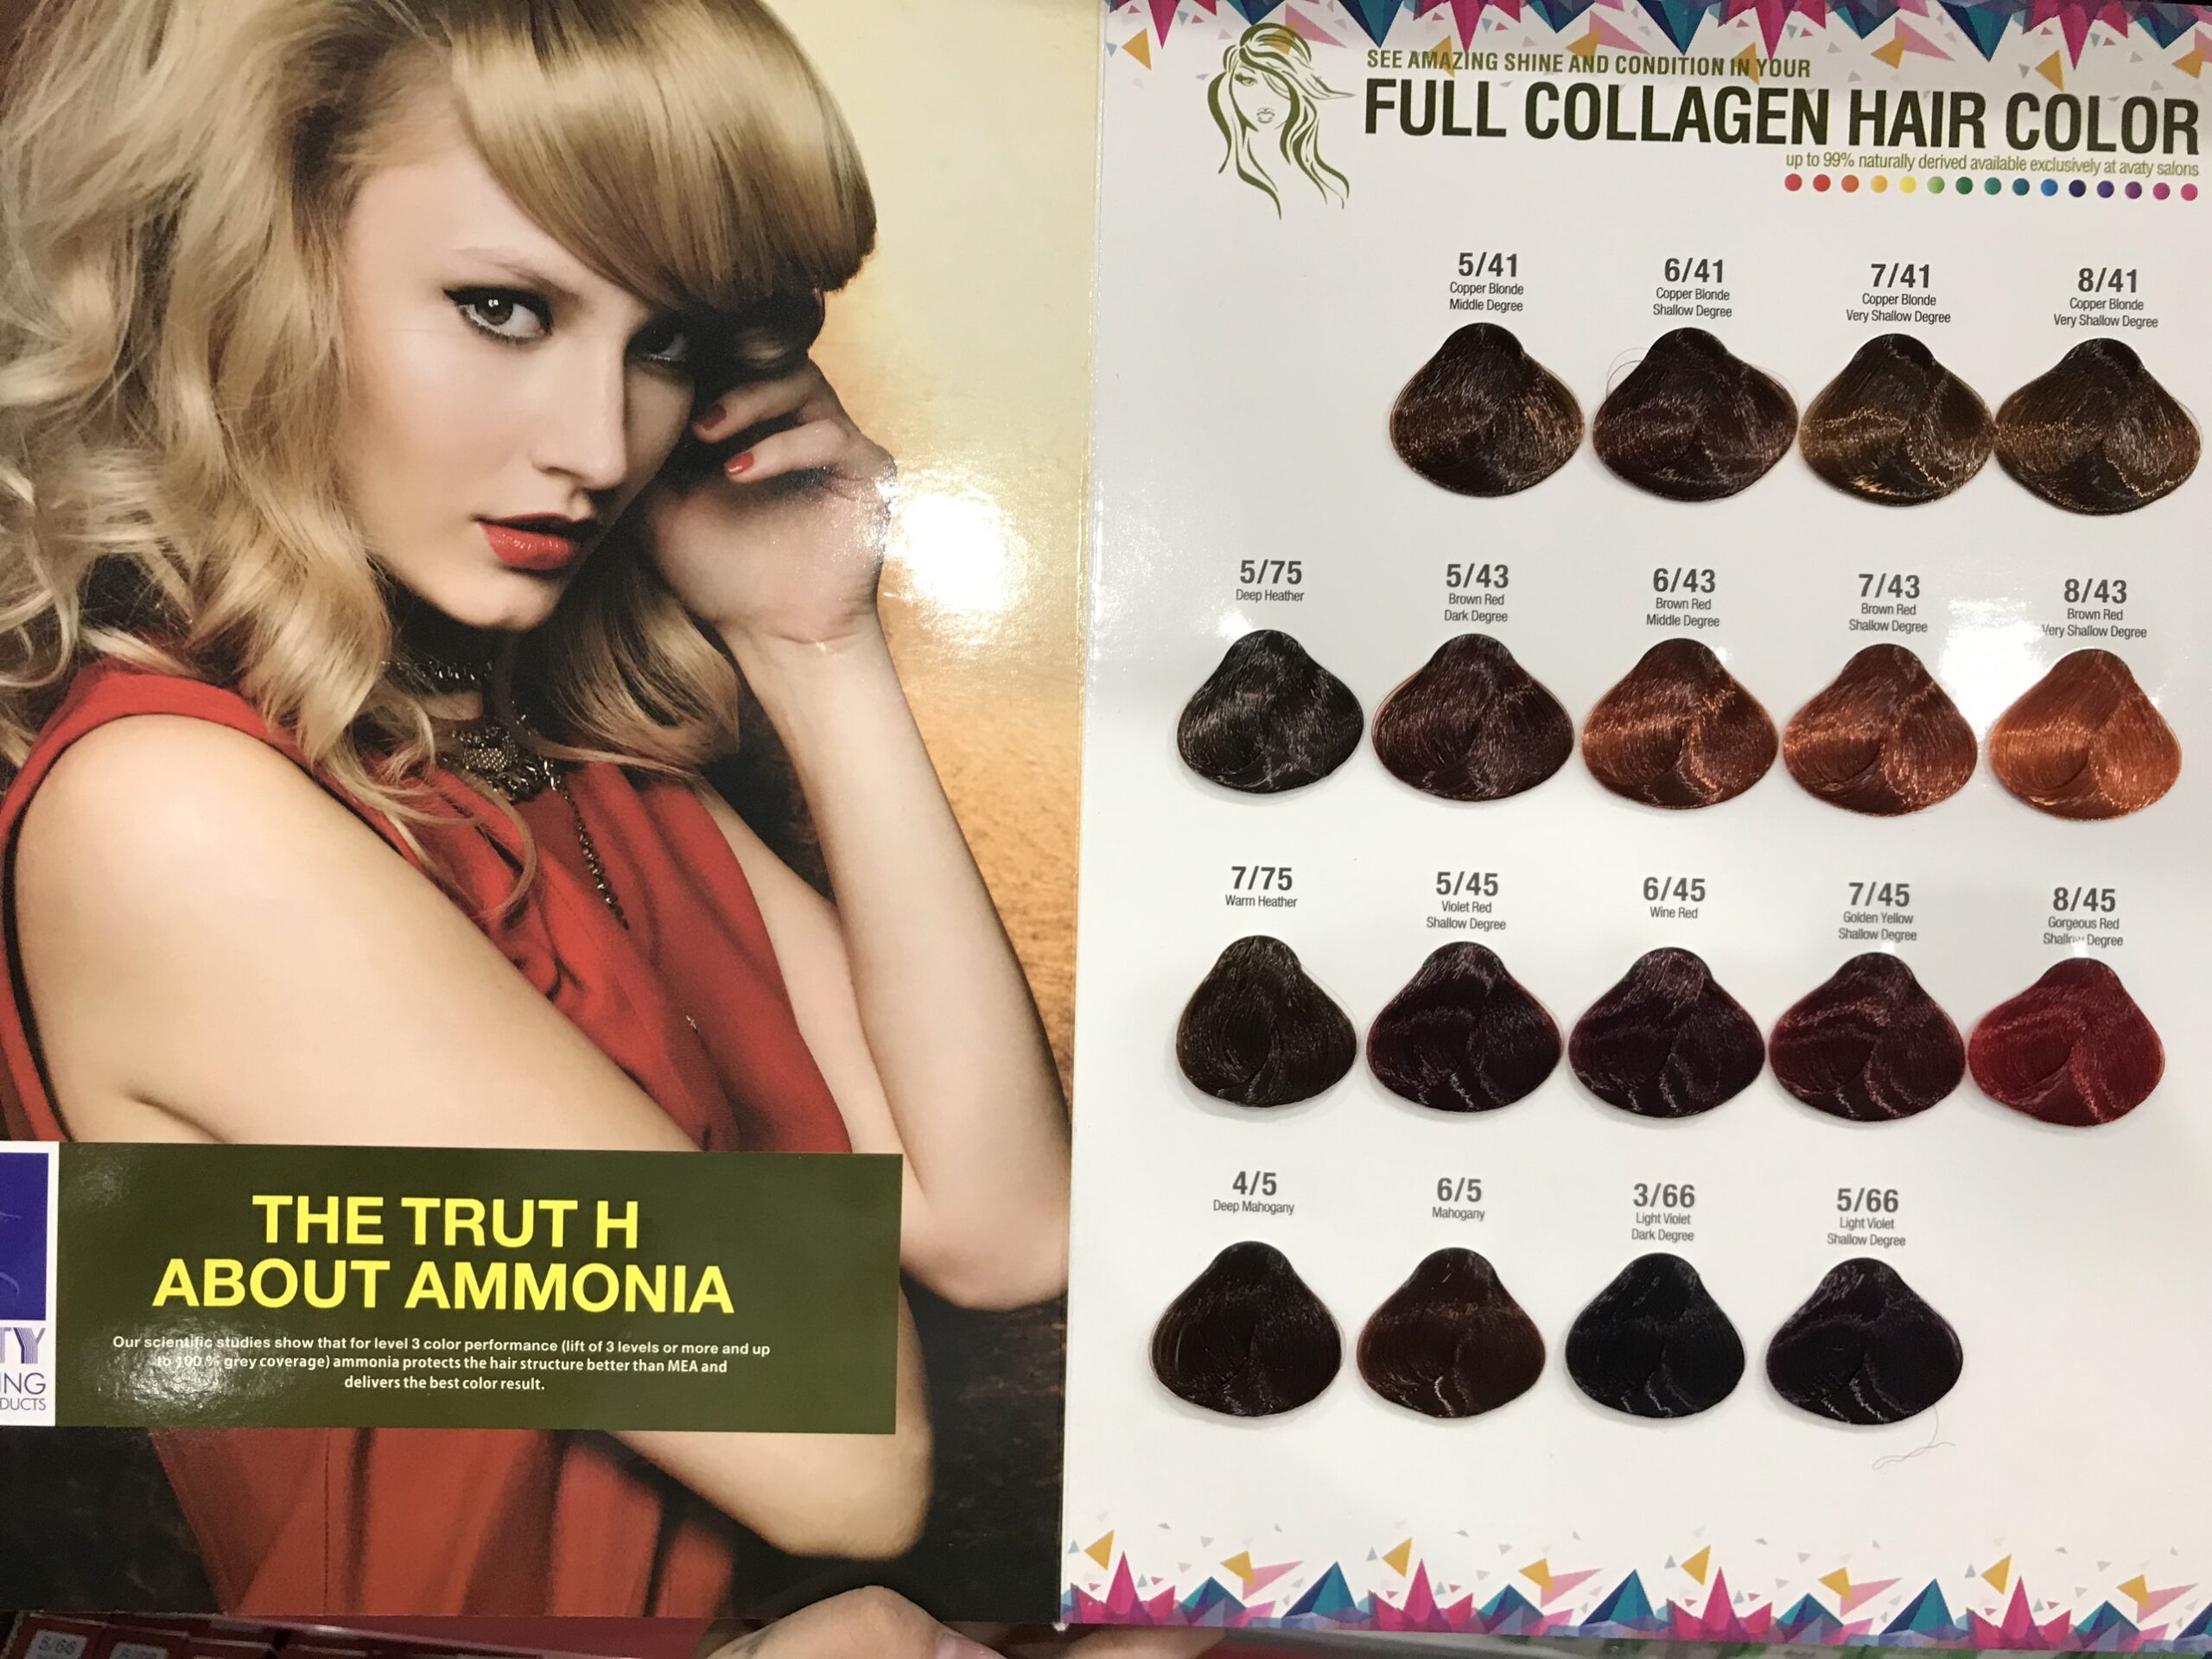 THE TRUT H
ABOUT AMMONIA
Our scientific studies show that for level 3 color performance (lift of 3 levels or more and up
to 100 % grey coverage) ammonia protects the hair structure better than MEA and
delivers the best color result.
TY
ING
DUCTS
SEE AMAZING SHINE AND CONDITION IN YOUR
FULL COLLAGEN HAIR COLOR
up to 99% naturally derived available exclusively at avaty salons
5/41
Copper Blonde
Middle Degree
6/41
Copper Blonde
Shallow Degree
7/41
Copper Blonde
Very Shallow Degree
8/41
Copper Blonde
Very Shallow Degree
5/75
Deep Heather
5/43
Brown Red
Dark Degree
6/43
Brown Red
Middle Degree
7/43
Brown Red
Shallow Degree
8/43
Brown Red
Very Shallow Degree
7/75
Warm Heather
5/45
Violet Red
Shallow Degree
6/45
Wine Red
7/45
Golden Yellow
Shallow Degree
8/45
Gorgeous Red
Shallow Degree
4/5
Deep Mahogany
6/5
Mahogany
3/66
Light Violet
Dark Degree
5/66
Light Violet
Shallow Degree
5/66